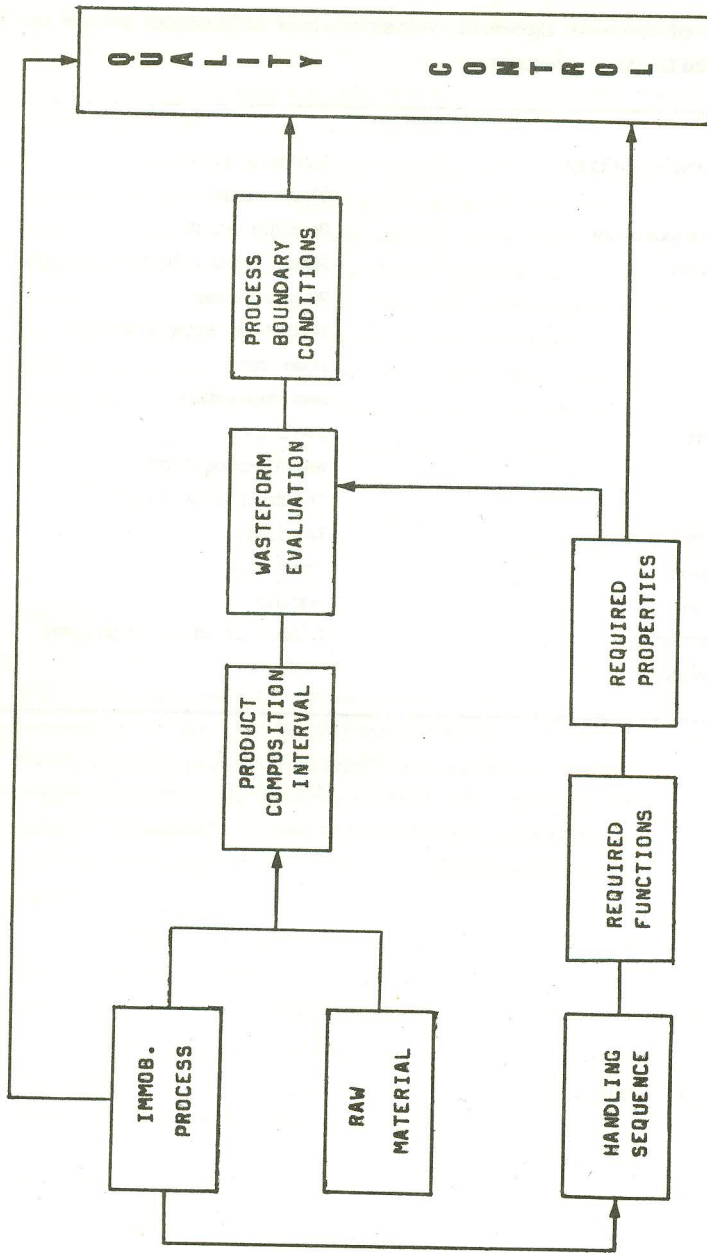 QUALITY CONTROL
IMMOB.
PROCESS
RAW
MATERIAL
PRODUCT
COMPOSITION
INTERVAL
WASTEFORM
EVALUATION
PROCESS
BOUNDARY
CONDITIONS
HANDLING
SEQUENCE
REQUIRED
FUNCTIONS
REQUIRED
PROPERTIES